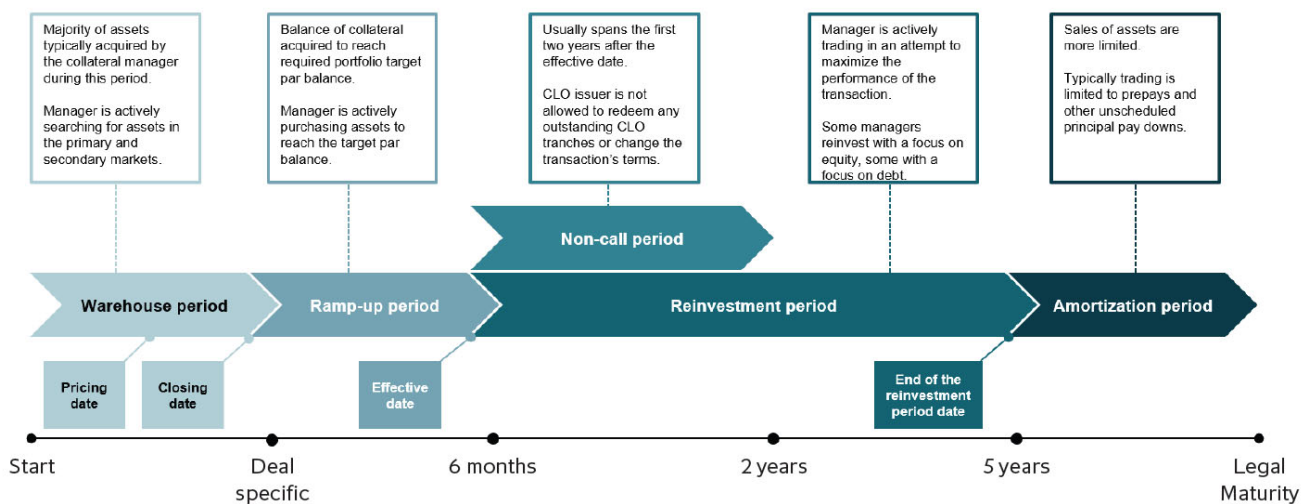 Majority of assets
typically acquired by
the collateral manager
during this period.
Manager is actively
searching for assets in
the primary and
secondary markets.
Balance of collateral
acquired to reach
required portfolio target
par balance.
Manager is actively
purchasing assets to
reach the target par
balance.
Usually spans the first
two years after the
effective date.
CLO issuer is not
allowed to redeem any
outstanding CLO
tranches or change the
transaction's terms.
Manager is actively
trading in an attempt to
maximize the
performance of the
transaction.
Some managers
reinvest with a focus on
equity, some with a
focus on debt.
Sales of assets are
more limited.
Typically trading is
limited to prepays and
other unscheduled
principal pay downs.
Non-call period
Warehouse period
Ramp-up period
Reinvestment period
Amortization period
Pricing
date
Closing
date
Effective
date
End of the
reinvestment
period date
Start
Deal
specific
6 months
2 years
5 years
Legal
Maturity